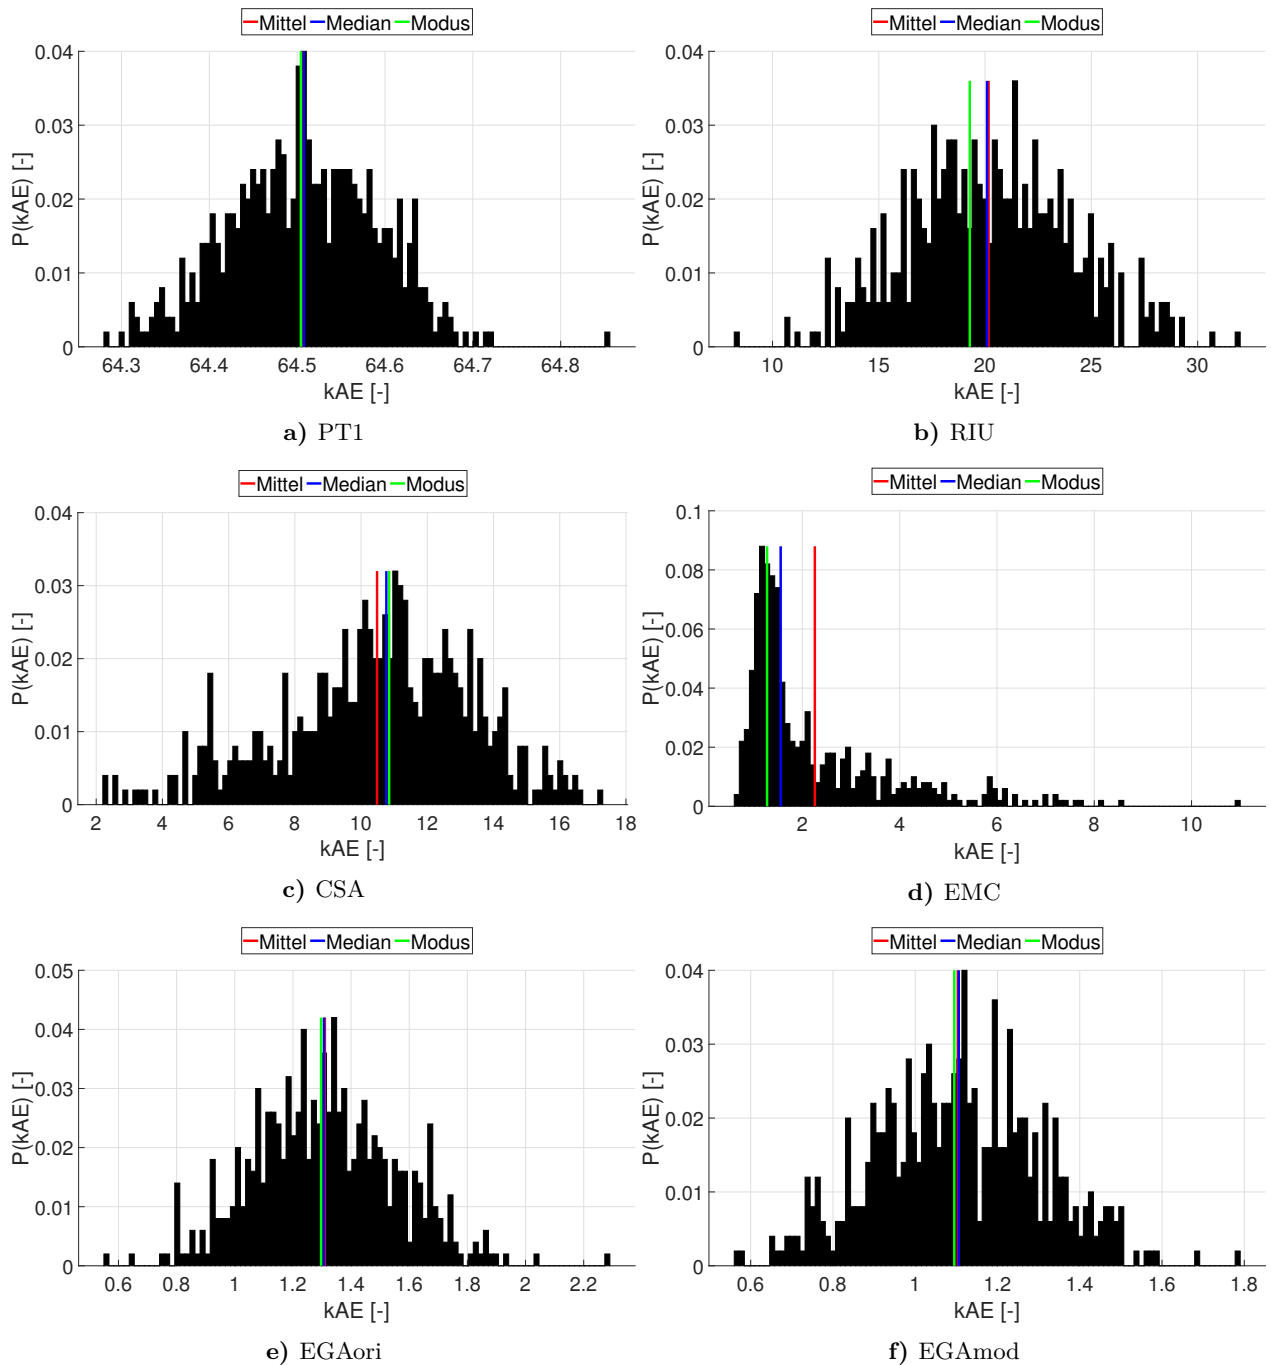 Mittel Median Modus
0.04
0.03
0.02
0.01
0
P(kAE) [-]
64.3 64.4 64.5 64.6 64.7 64.8
kAE [-]
a) PT1
Mittel Median Modus
0.04
0.03
0.02
0.01
0
P(kAE) [-]
10 15 20 25 30
kAE [-]
b) RIU
Mittel Median Modus
0.04
0.03
0.02
0.01
0
P(kAE) [-]
2 4 6 8 10 12 14 16 18
kAE [-]
c) CSA
Mittel Median Modus
0.1
0.08
0.06
0.04
0.02
0
P(kAE) [-]
2 4 6 8 10
kAE [-]
d) EMC
Mittel Median Modus
0.05
0.04
0.03
0.02
0.01
0
P(kAE) [-]
0.6 0.8 1 1.2 1.4 1.6 1.8 2 2.2
kAE [-]
e) EGAori
Mittel Median Modus
0.04
0.03
0.02
0.01
0
P(kAE) [-]
0.6 0.8 1 1.2 1.4 1.6 1.8
kAE [-]
f) EGAmod